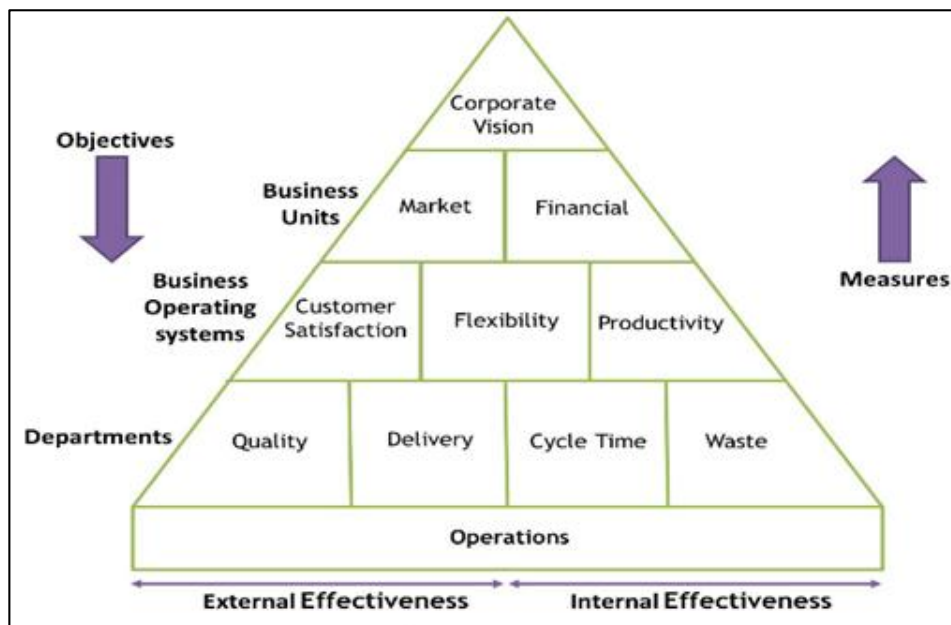 Corporate
Vision
Objectives
Business
Units
Market
Financial
Measures
Business
Operating
systems
Customer
Satisfaction
Flexibility
Productivity
Departments
Quality
Delivery
Cycle Time
Waste
Operations
External Effectiveness
Internal Effectiveness